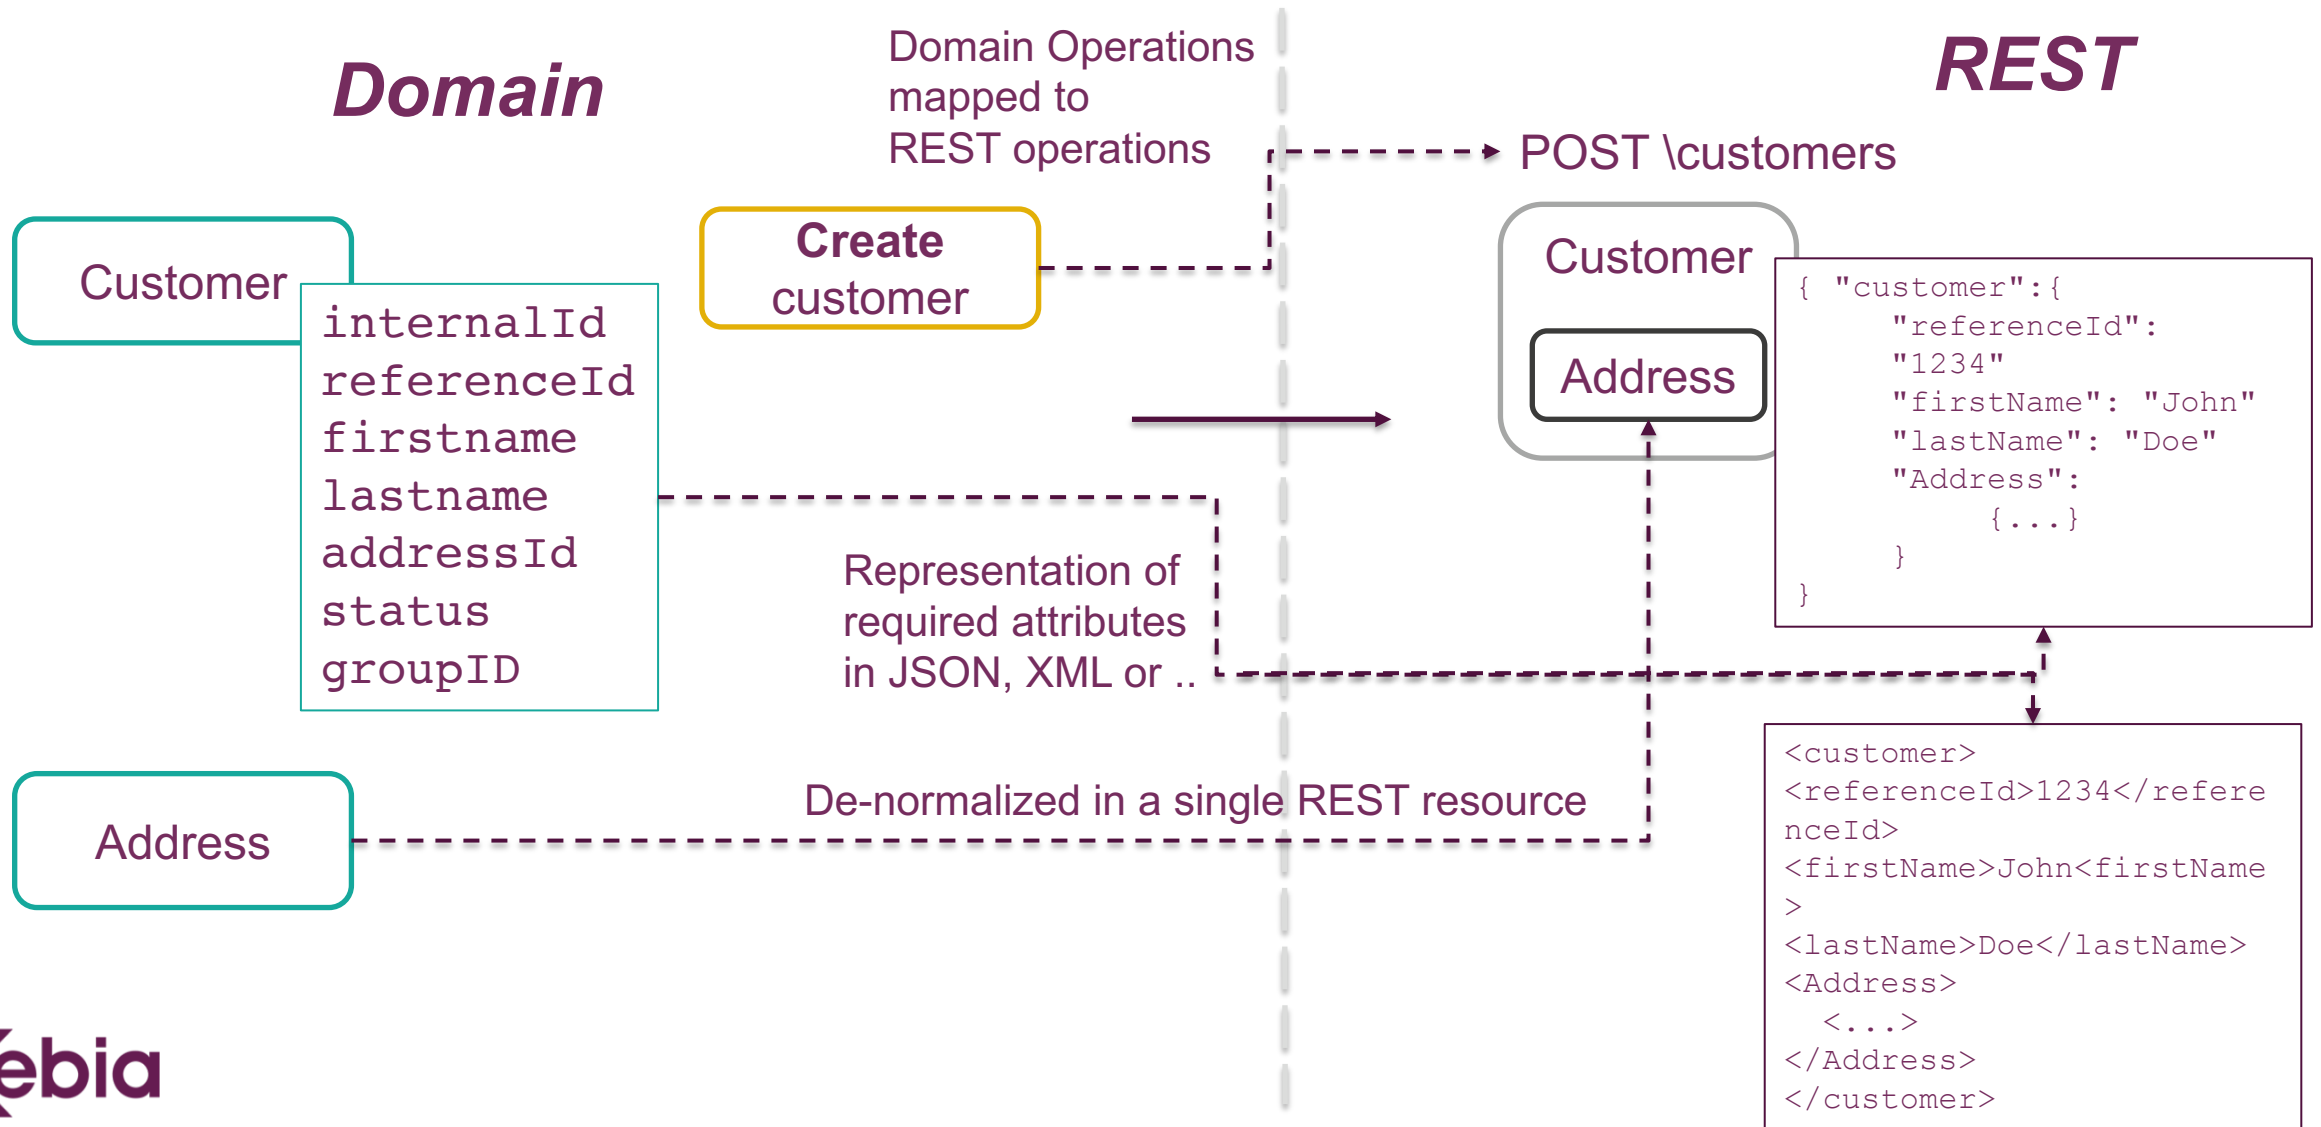 Domain
Domain Operations
mapped to
REST operations
REST
POST \customers
Customer
internalId
referenceId
firstname
lastname
addressId
status
groupID
Create
customer
Customer
Address
{ "customer":{
"referenceId":
"1234"
"firstName": "John"
"lastName": "Doe"
"Address":
{...}
}
}
Representation of
required attributes
in JSON, XML or ..
Address
De-normalized in a single REST resource
<customer>
<referenceId>1234</refere
nceId>
<firstName>John<firstName
>
<lastName>Doe</lastName>
<Address>
<...>
</Address>
</customer>
ebia